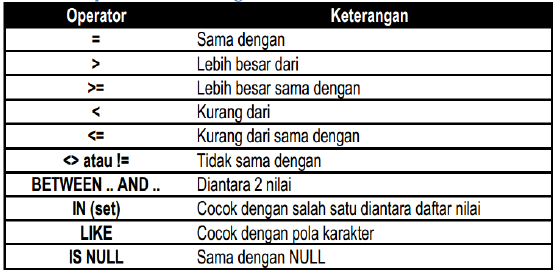 Operator Keterangan
= Sama dengan
> Lebih besar dari
>= Lebih besar sama dengan
< Kurang dari
<= Kurang dari sama dengan
<> atau != Tidak sama dengan
BETWEEN .. AND .. Diantara 2 nilai
IN (set) Cocok dengan salah satu diantara daftar nilai
LIKE Cocok dengan pola karakter
IS NULL Sama dengan NULL